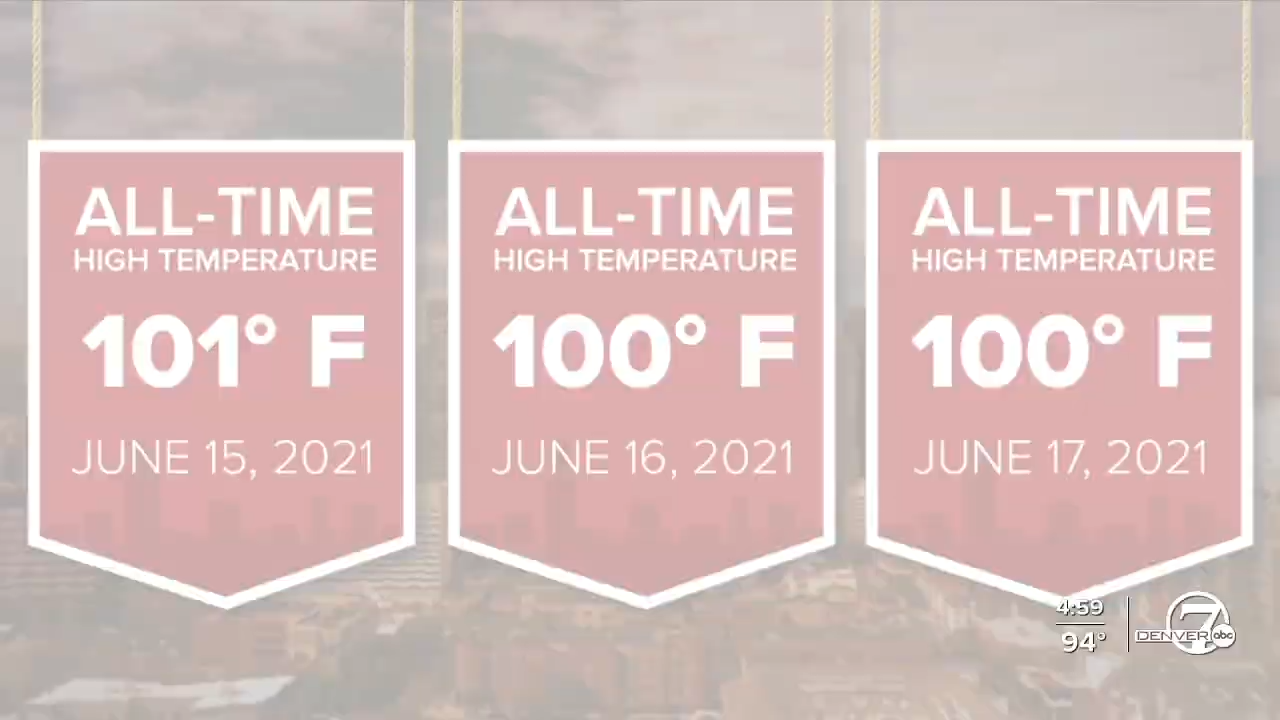 ALL-TIME
HIGH TEMPERATURE
101° F
JUNE 15, 2021
ALL-TIME
HIGH TEMPERATURE
100° F
JUNE 16, 2021
ALL-TIME
HIGH TEMPERATURE
100° F
JUNE 17, 2021
4:59
94°
DENVER 7 abc